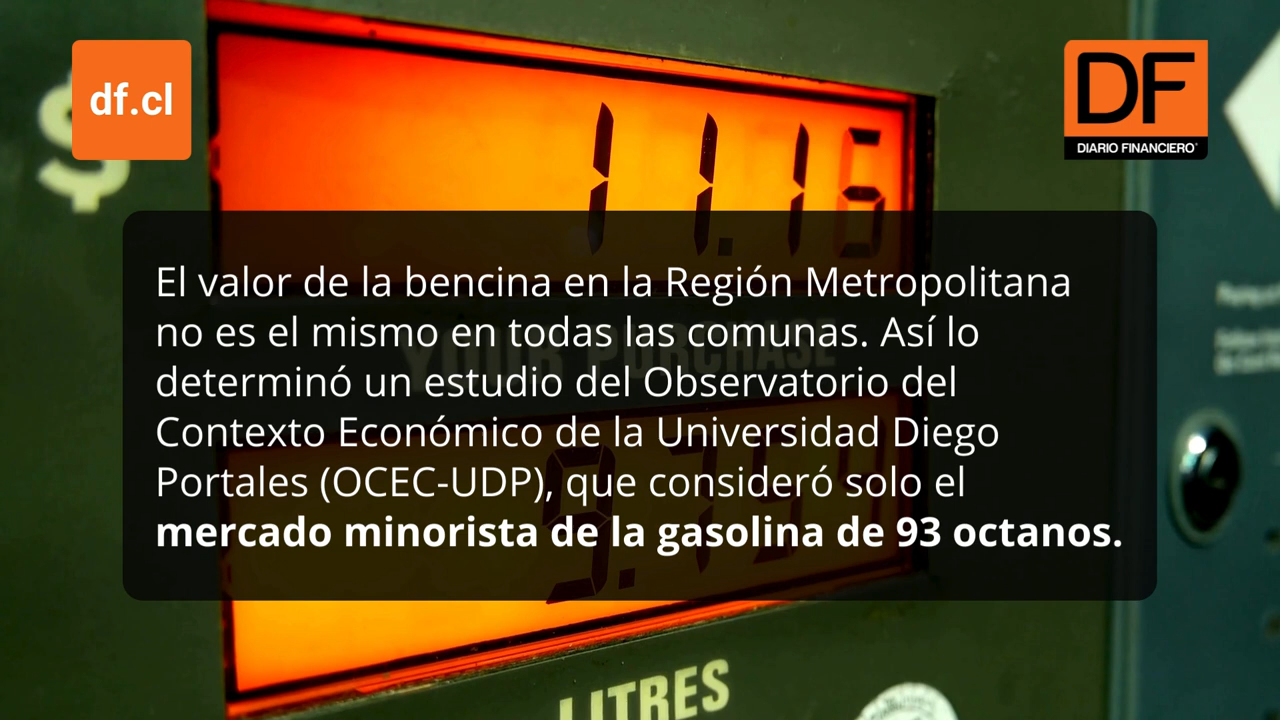 df.cl
DF
DIARIO FINANCIERO
$
11.16
YOUR PURCHASE
El valor de la bencina en la Región Metropolitana
no es el mismo en todas las comunas. Así lo
determinó un estudio del Observatorio del
Contexto Económico de la Universidad Diego
Portales (OCEC-UDP), que consideró solo el
mercado minorista de la gasolina de 93 octanos.
LITRES